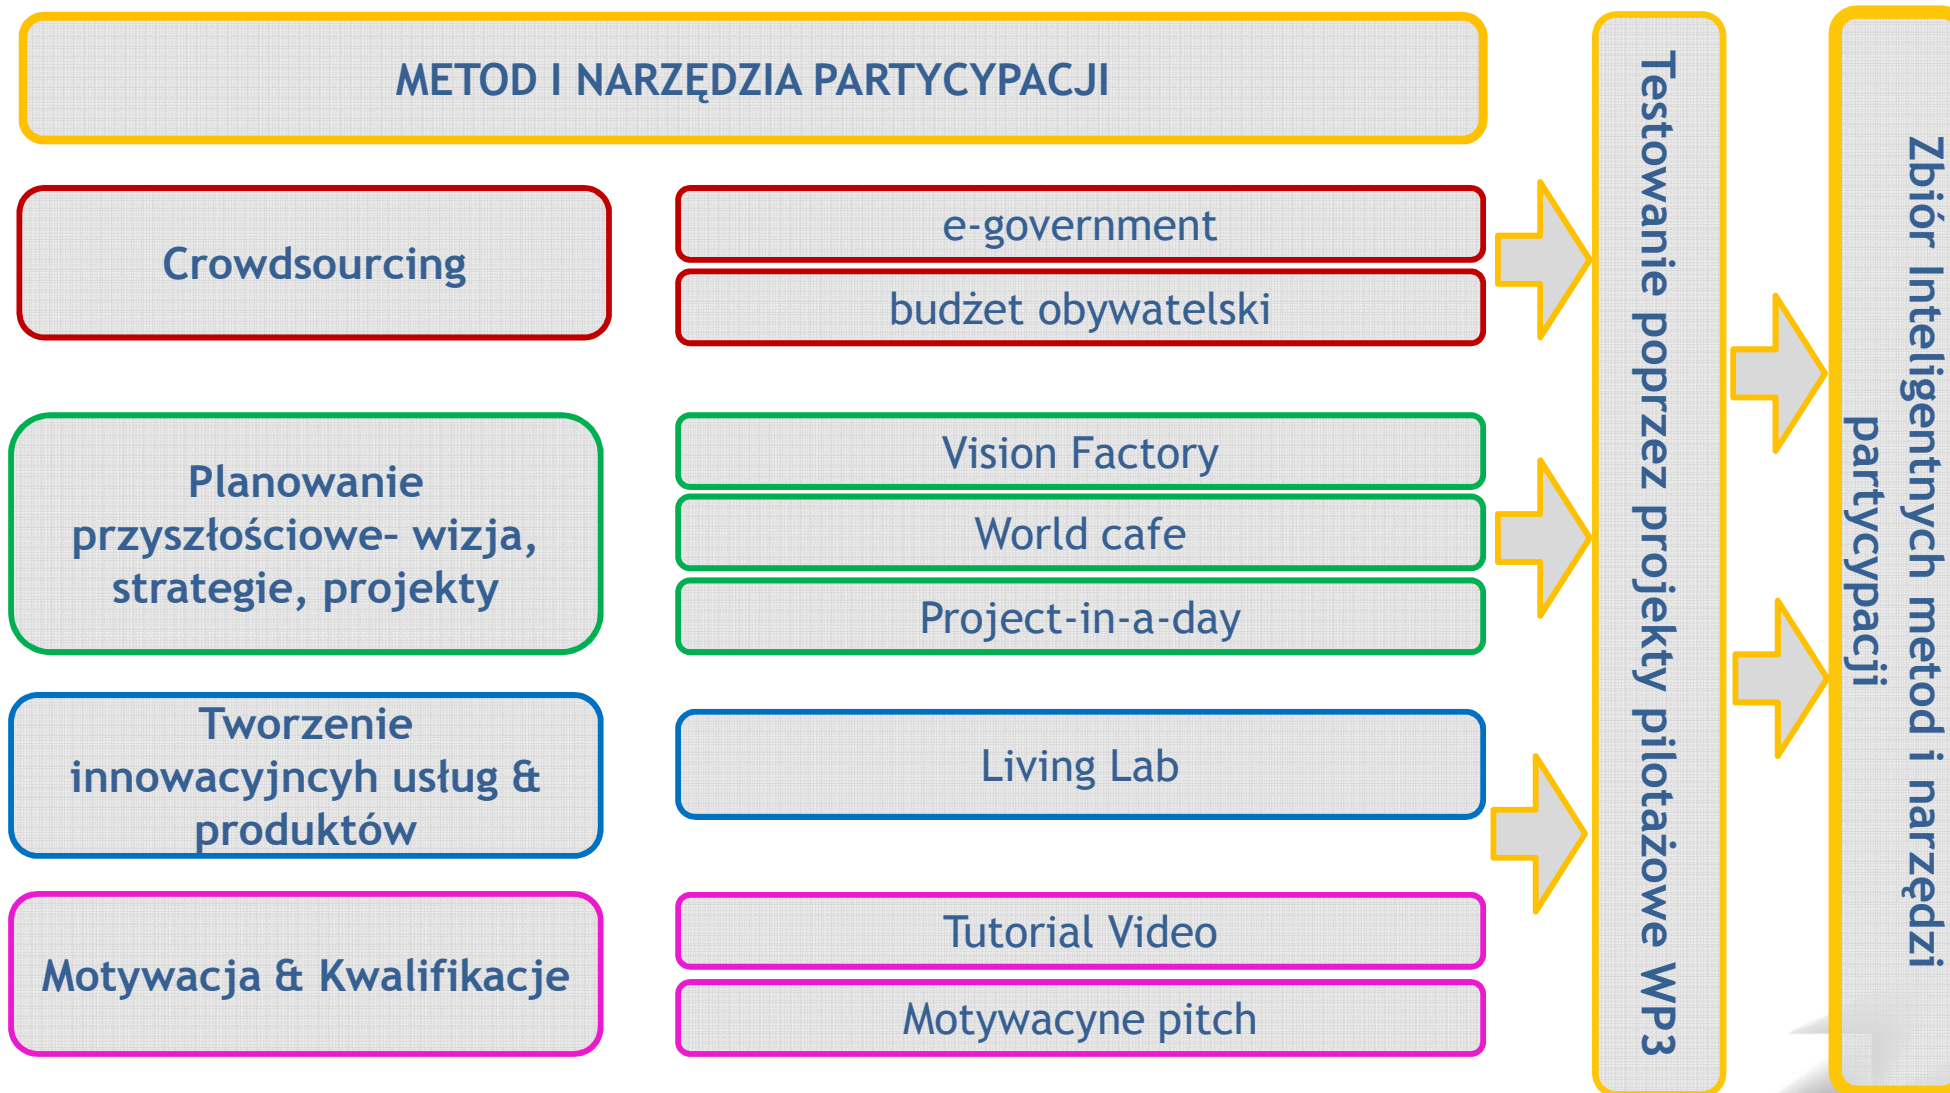 METOD I NARZĘDZIA PARTYCYPACJI
Crowdsourcing
e-government
budżet obywatelski
Planowanie
przyszłościowe– wizja,
strategie, projekty
Vision Factory
World cafe
Project-in-a-day
Tworzenie
innowacyjncyh usług &
produktów
Living Lab
Motywacja & Kwalifikacje
Tutorial Video
Motywacyne pitch
Testowanie poprzez projekty pilotażowe WP3
Zbiór Inteligentnych metod i narzędzi
partycypacji